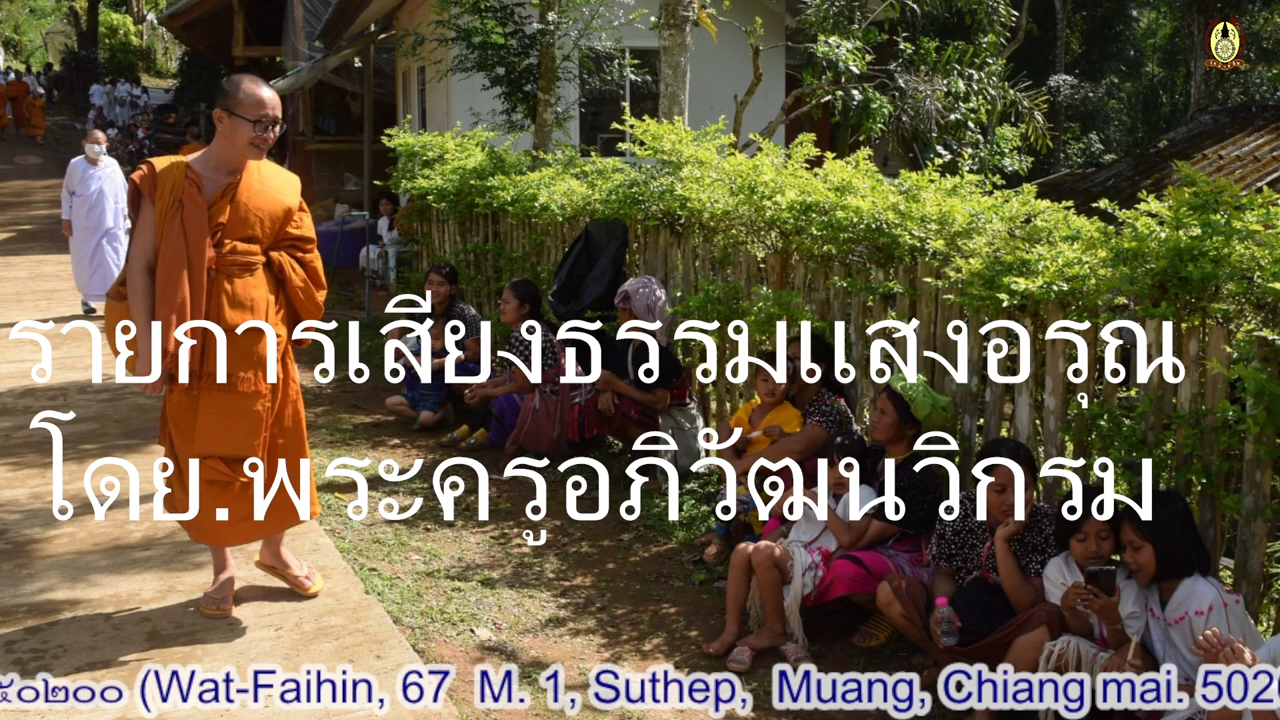 รายการเสียงธรรมแสงอรุณ
โดย.พระครูอภิวัฒนวิกรม
๕๐๒๐๐ (Wat-Faihin, 67 M. 1, Suthep, Muang, Chiang mai. 5020